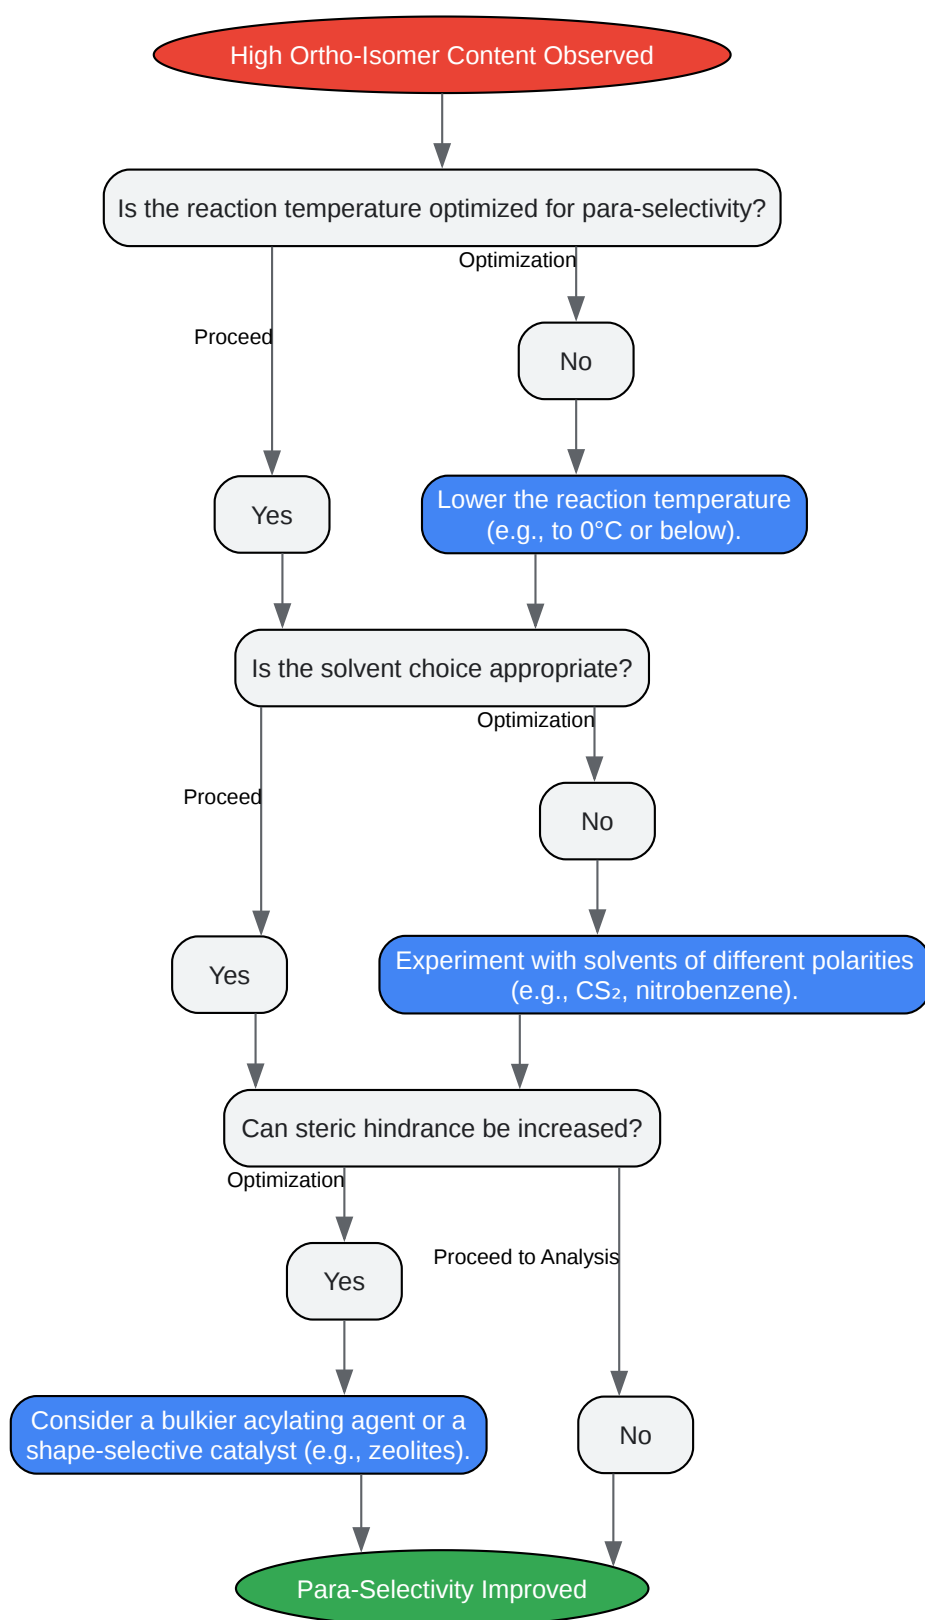 High Ortho-Isomer Content Observed
Is the reaction temperature optimized for para-selectivity?
Optimization
Proceed
No
Yes
Lower the reaction temperature
(e.g., to 0°C or below).
Is the solvent choice appropriate?
Optimization
Proceed
No
Yes
Experiment with solvents of different polarities
(e.g., CS₂, nitrobenzene).
Can steric hindrance be increased?
Optimization
Proceed to Analysis
Yes
Consider a bulkier acylating agent or a
shape-selective catalyst (e.g., zeolites).
No
Para-Selectivity Improved